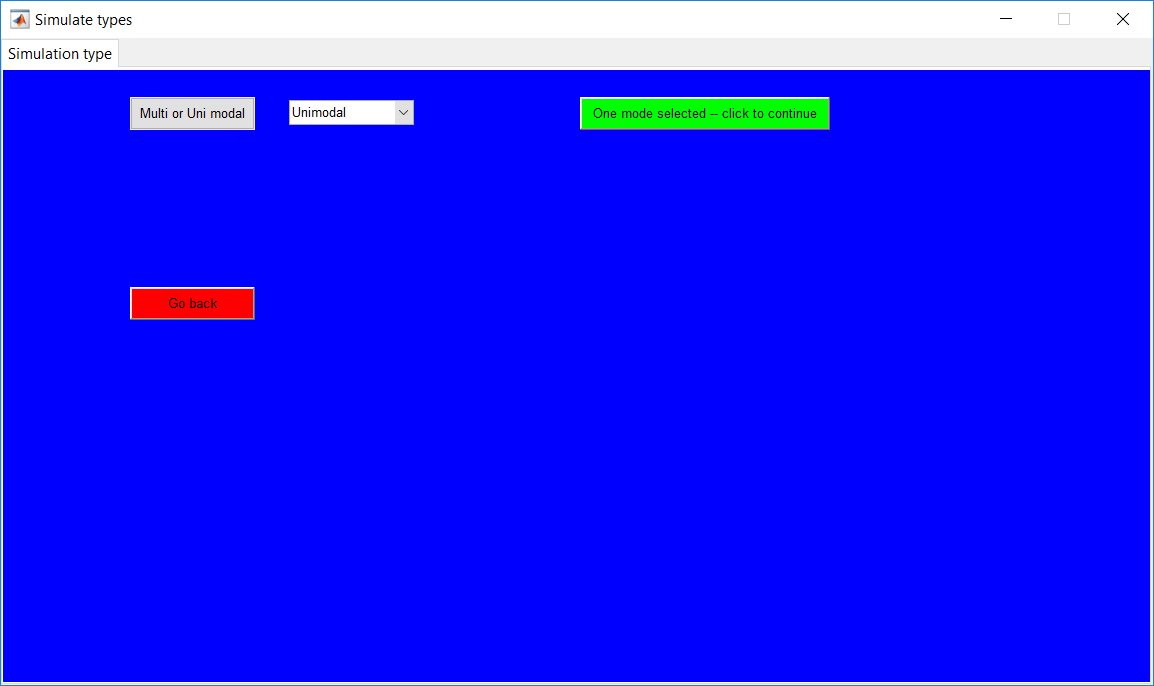 Simulate types
Simulation type
Multi or Uni modal
Unimodal
One mode selected -- click to continue
Go back